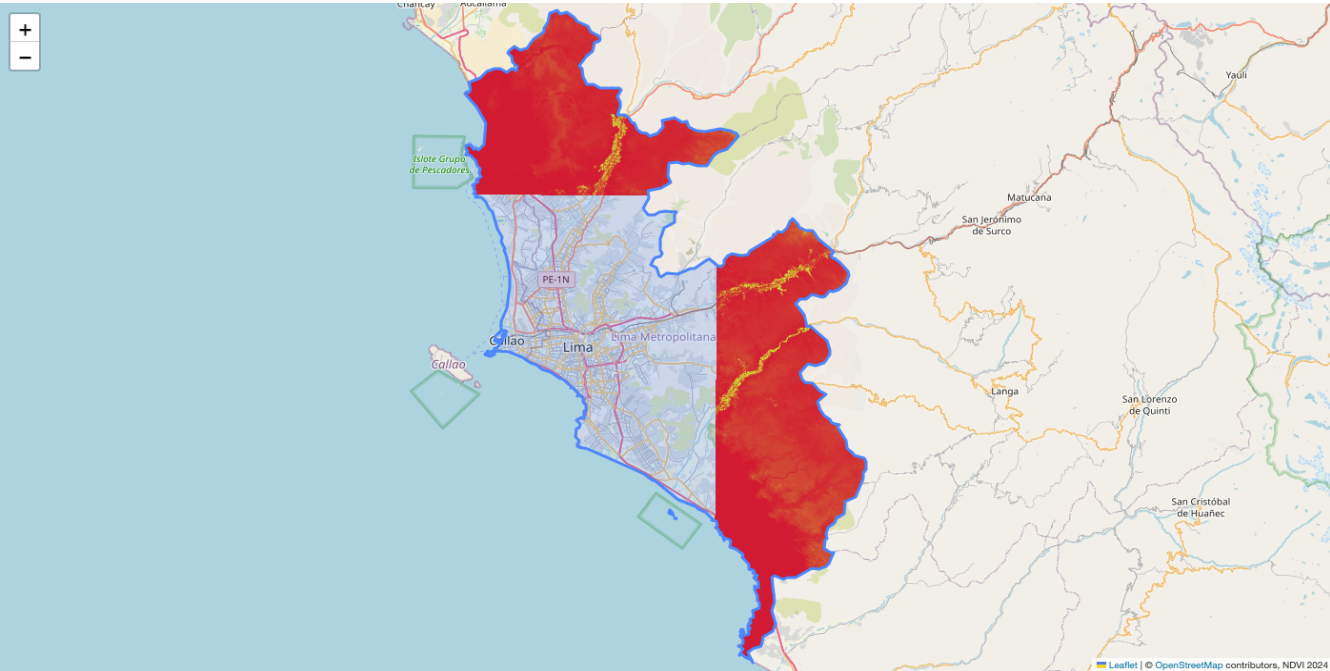 Chancay
Aucallama
+
−
Yauli
Islote Grupo
de Pescadores
Matucana
San Jerónimo
de Surco
PE-1N
Callao
Lima
Lima Metropolitana
Callao
Langa
San Lorenzo
de Quinti
San Cristóbal
de Huañec
Leaflet | © OpenStreetMap contributors, NDVI 2024